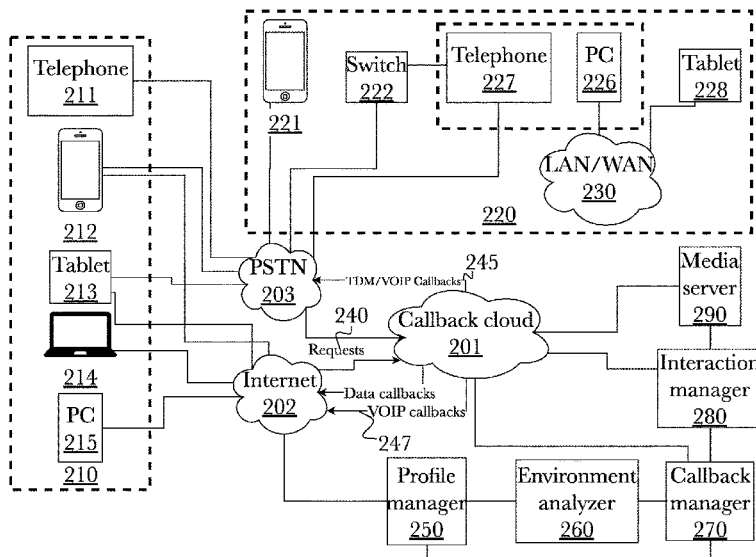 Telephone
211
212
Tablet
213
214
PC
215
210
221
Switch
222
Telephone
227
PC
226
Tablet
228
LAN/WAN
230
220
PSTN
203
TDM/VOIP Callbacks
245
240
Requests
Callback cloud
201
Internet
202
Data callbacks
VOIP callbacks
247
Media
server
290
Interaction
manager
280
Profile
manager
250
Environment
analyzer
260
Callback
manager
270